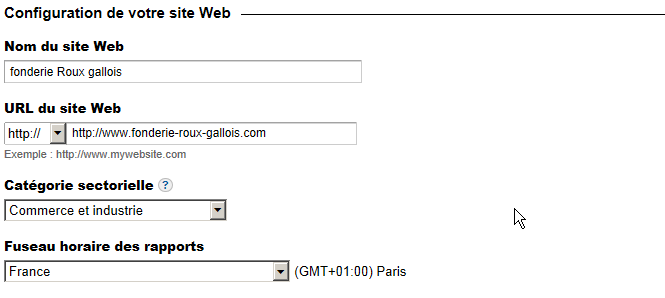 Configuration de votre site Web
Nom du site Web
fonderie Roux gallois
URL du site Web
http:// http://www.fonderie-roux-gallois.com
Exemple : http://www.mywebsite.com
Catégorie sectorielle ?
Commerce et industrie
Fuseau horaire des rapports
France (GMT+01:00) Paris